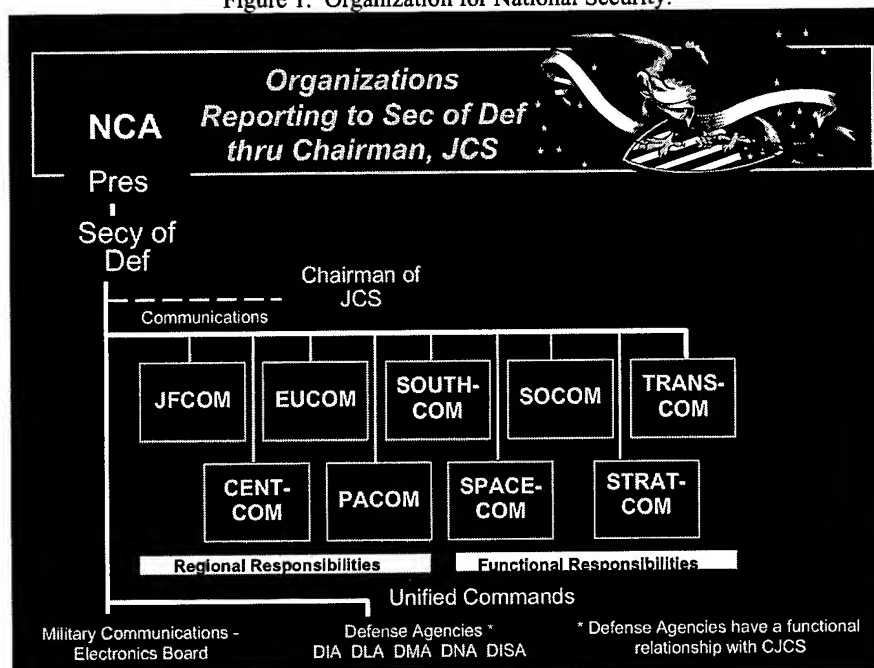 Figure 1. Organization for National Security.
Organizations
NCA
Reporting to Sec of Def
thru Chairman, JCS
Pres
Secy of
Def
Chairman of
JCS
Communications
JFCOM
EUCOM
SOUTH-
COM
SOCOM
TRANS-
COM
CENT-
COM
PACOM
SPACE-
COM
STRAT-
COM
Regional Responsibilities
Functional Responsibilities
Unified Commands
Military Communications -
Electronics Board
Defense Agencies *
DIA DLA DMA DNA DISA
* Defense Agencies have a functional
relationship with CJCS